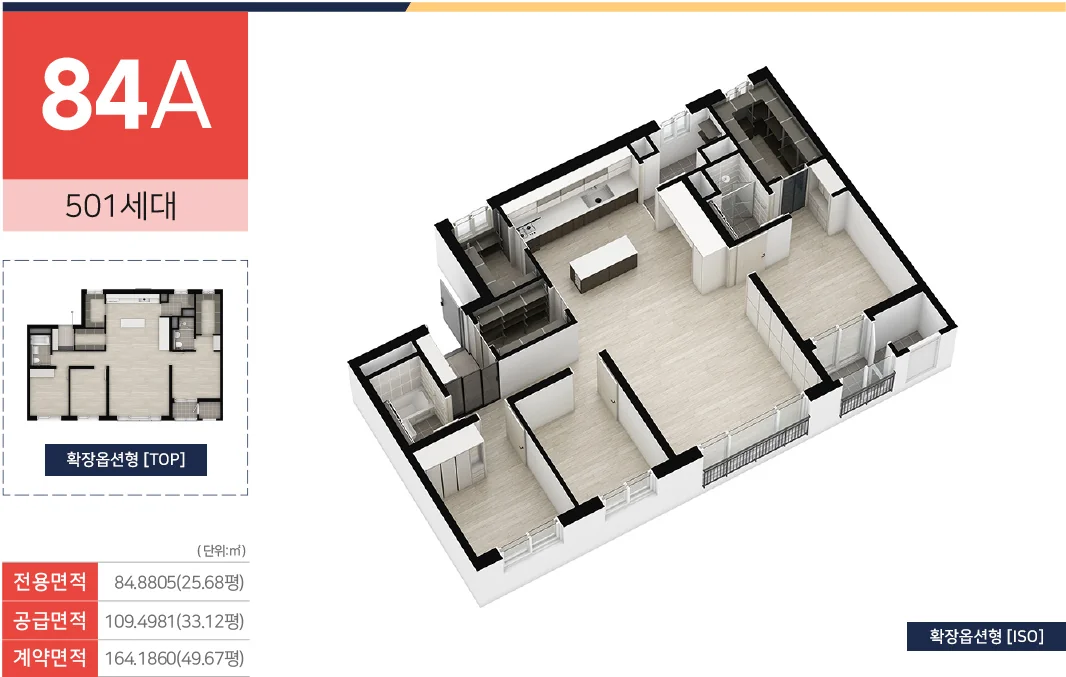 84A
501세대
확장옵션형 [TOP]
(단위:㎡)
전용면적 84.8805(25.68평)
공급면적 109.4981(33.12평)
계약면적 164.1860(49.67평)
확장옵션형 [ISO]